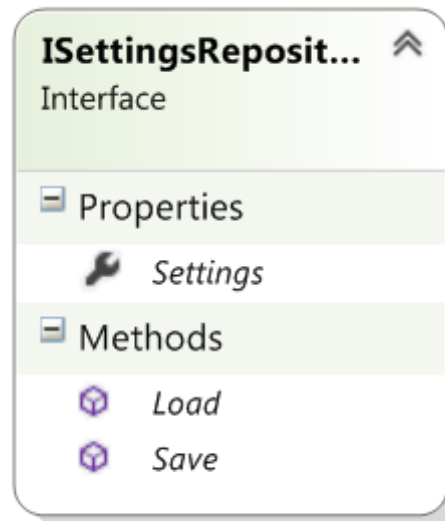 ISettingsReposit...
Interface
Properties
Settings
Methods
Load
Save